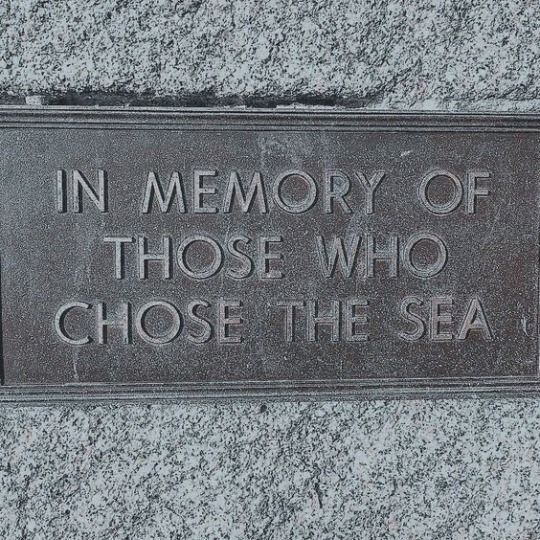 IN MEMORY OF
THOSE WHO
CHOSE THE SEA